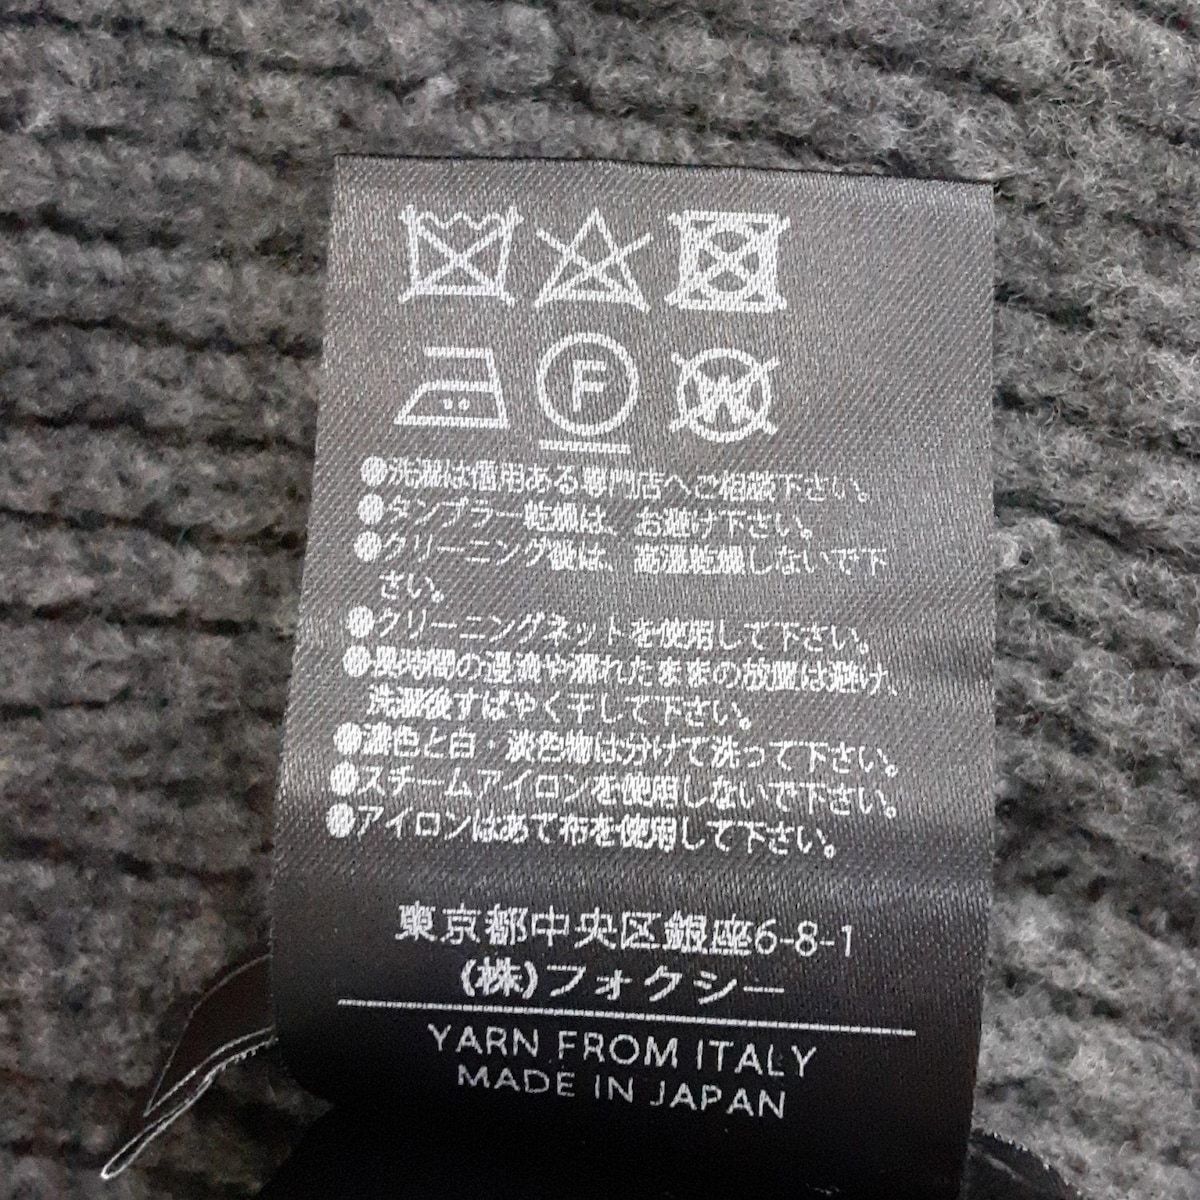 F
W
●洗濯は信用ある専門店へご相談下さい。
●タンブラー乾燥は、お避け下さい。
●クリーニング後は、高温乾燥しないで下
さい。
●クリーニングネットを使用して下さい。
●長時間の浸漬や濡れたままの放置は避け、
洗濯後すばやく干して下さい。
●濃色と白・淡色物は分けて洗って下さい。
●スチームアイロンを使用しないで下さい。
●アイロンはあて布を使用して下さい。
東京都中央区銀座6-8-1
(株)フォクシー
YARN FROM ITALY
MADE IN JAPAN